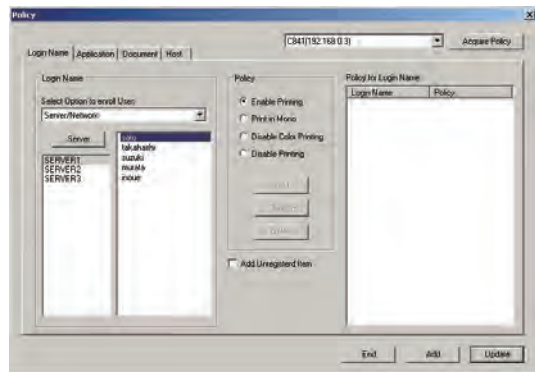 Policy
C841(192.168.0.3)
Acquire Policy
Login Name
Application
Document
Host
Login Name
Select Option to enroll User:
Server/Network
Server
SERVER1
SERVER2
SERVER3
sato
takahashi
suzuki
murata
inoue
Policy
Enable Printing
Print in Mono
Disable Color Printing
Disable Printing
Add Unregisterd Item
Policy for Login Name
Login Name
Policy
End
Add
Update